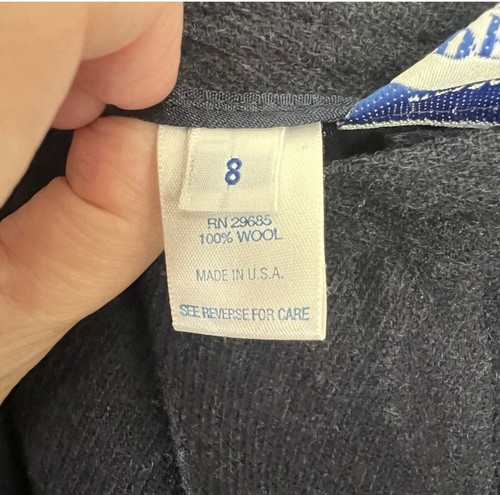 8
RN 29685
100% WOOL
MADE IN U.S.A.
SEE REVERSE FOR CARE